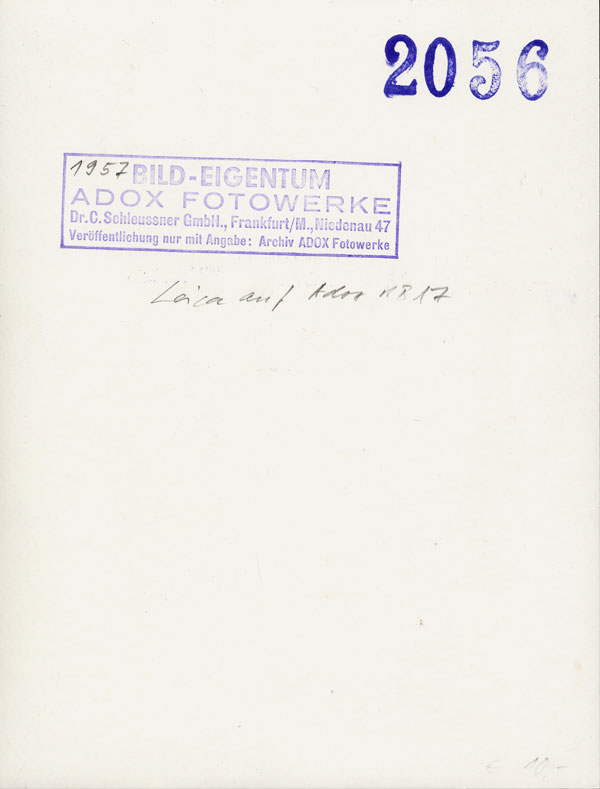 2056
1957 BILD-EIGENTUM
ADOX FOTOWERKE
Dr. C. Schleussner GmbH., Frankfurt/M., Niedenau 47
Veröffentlichung nur mit Angabe: Archiv ADOX Fotowerke
Leica auf Adox KB 17
€ 10,-